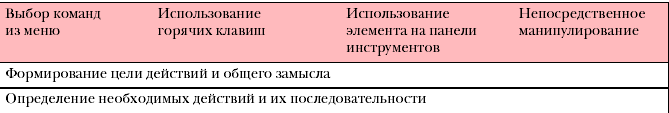 Выбор команд из меню
Использование горячих клавиш
Использование элемента на панели инструментов
Непосредственное манипулирование
Формирование цели действий и общего замысла
Определение необходимых действий и их последовательности